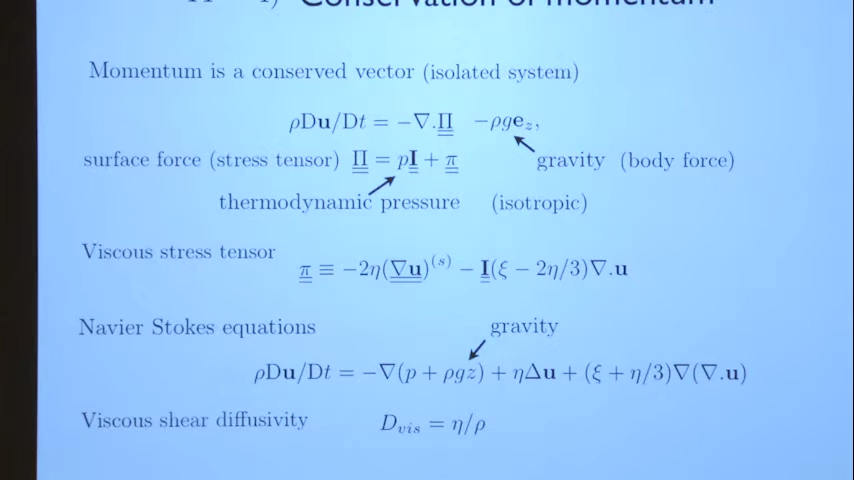 Conservation of momentum
Momentum is a conserved vector (isolated system)
ρDu/Dt = −∇.Π −ρge_z,
surface force (stress tensor) Π = pI + π gravity (body force)
thermodynamic pressure (isotropic)
Viscous stress tensor
π ≡ −2η(∇u)^(s) − I(ξ − 2η/3)∇.u
Navier Stokes equations gravity
ρDu/Dt = −∇(p + ρgz) + ηΔu + (ξ + η/3)∇(∇.u)
Viscous shear diffusivity D_vis = η/ρ